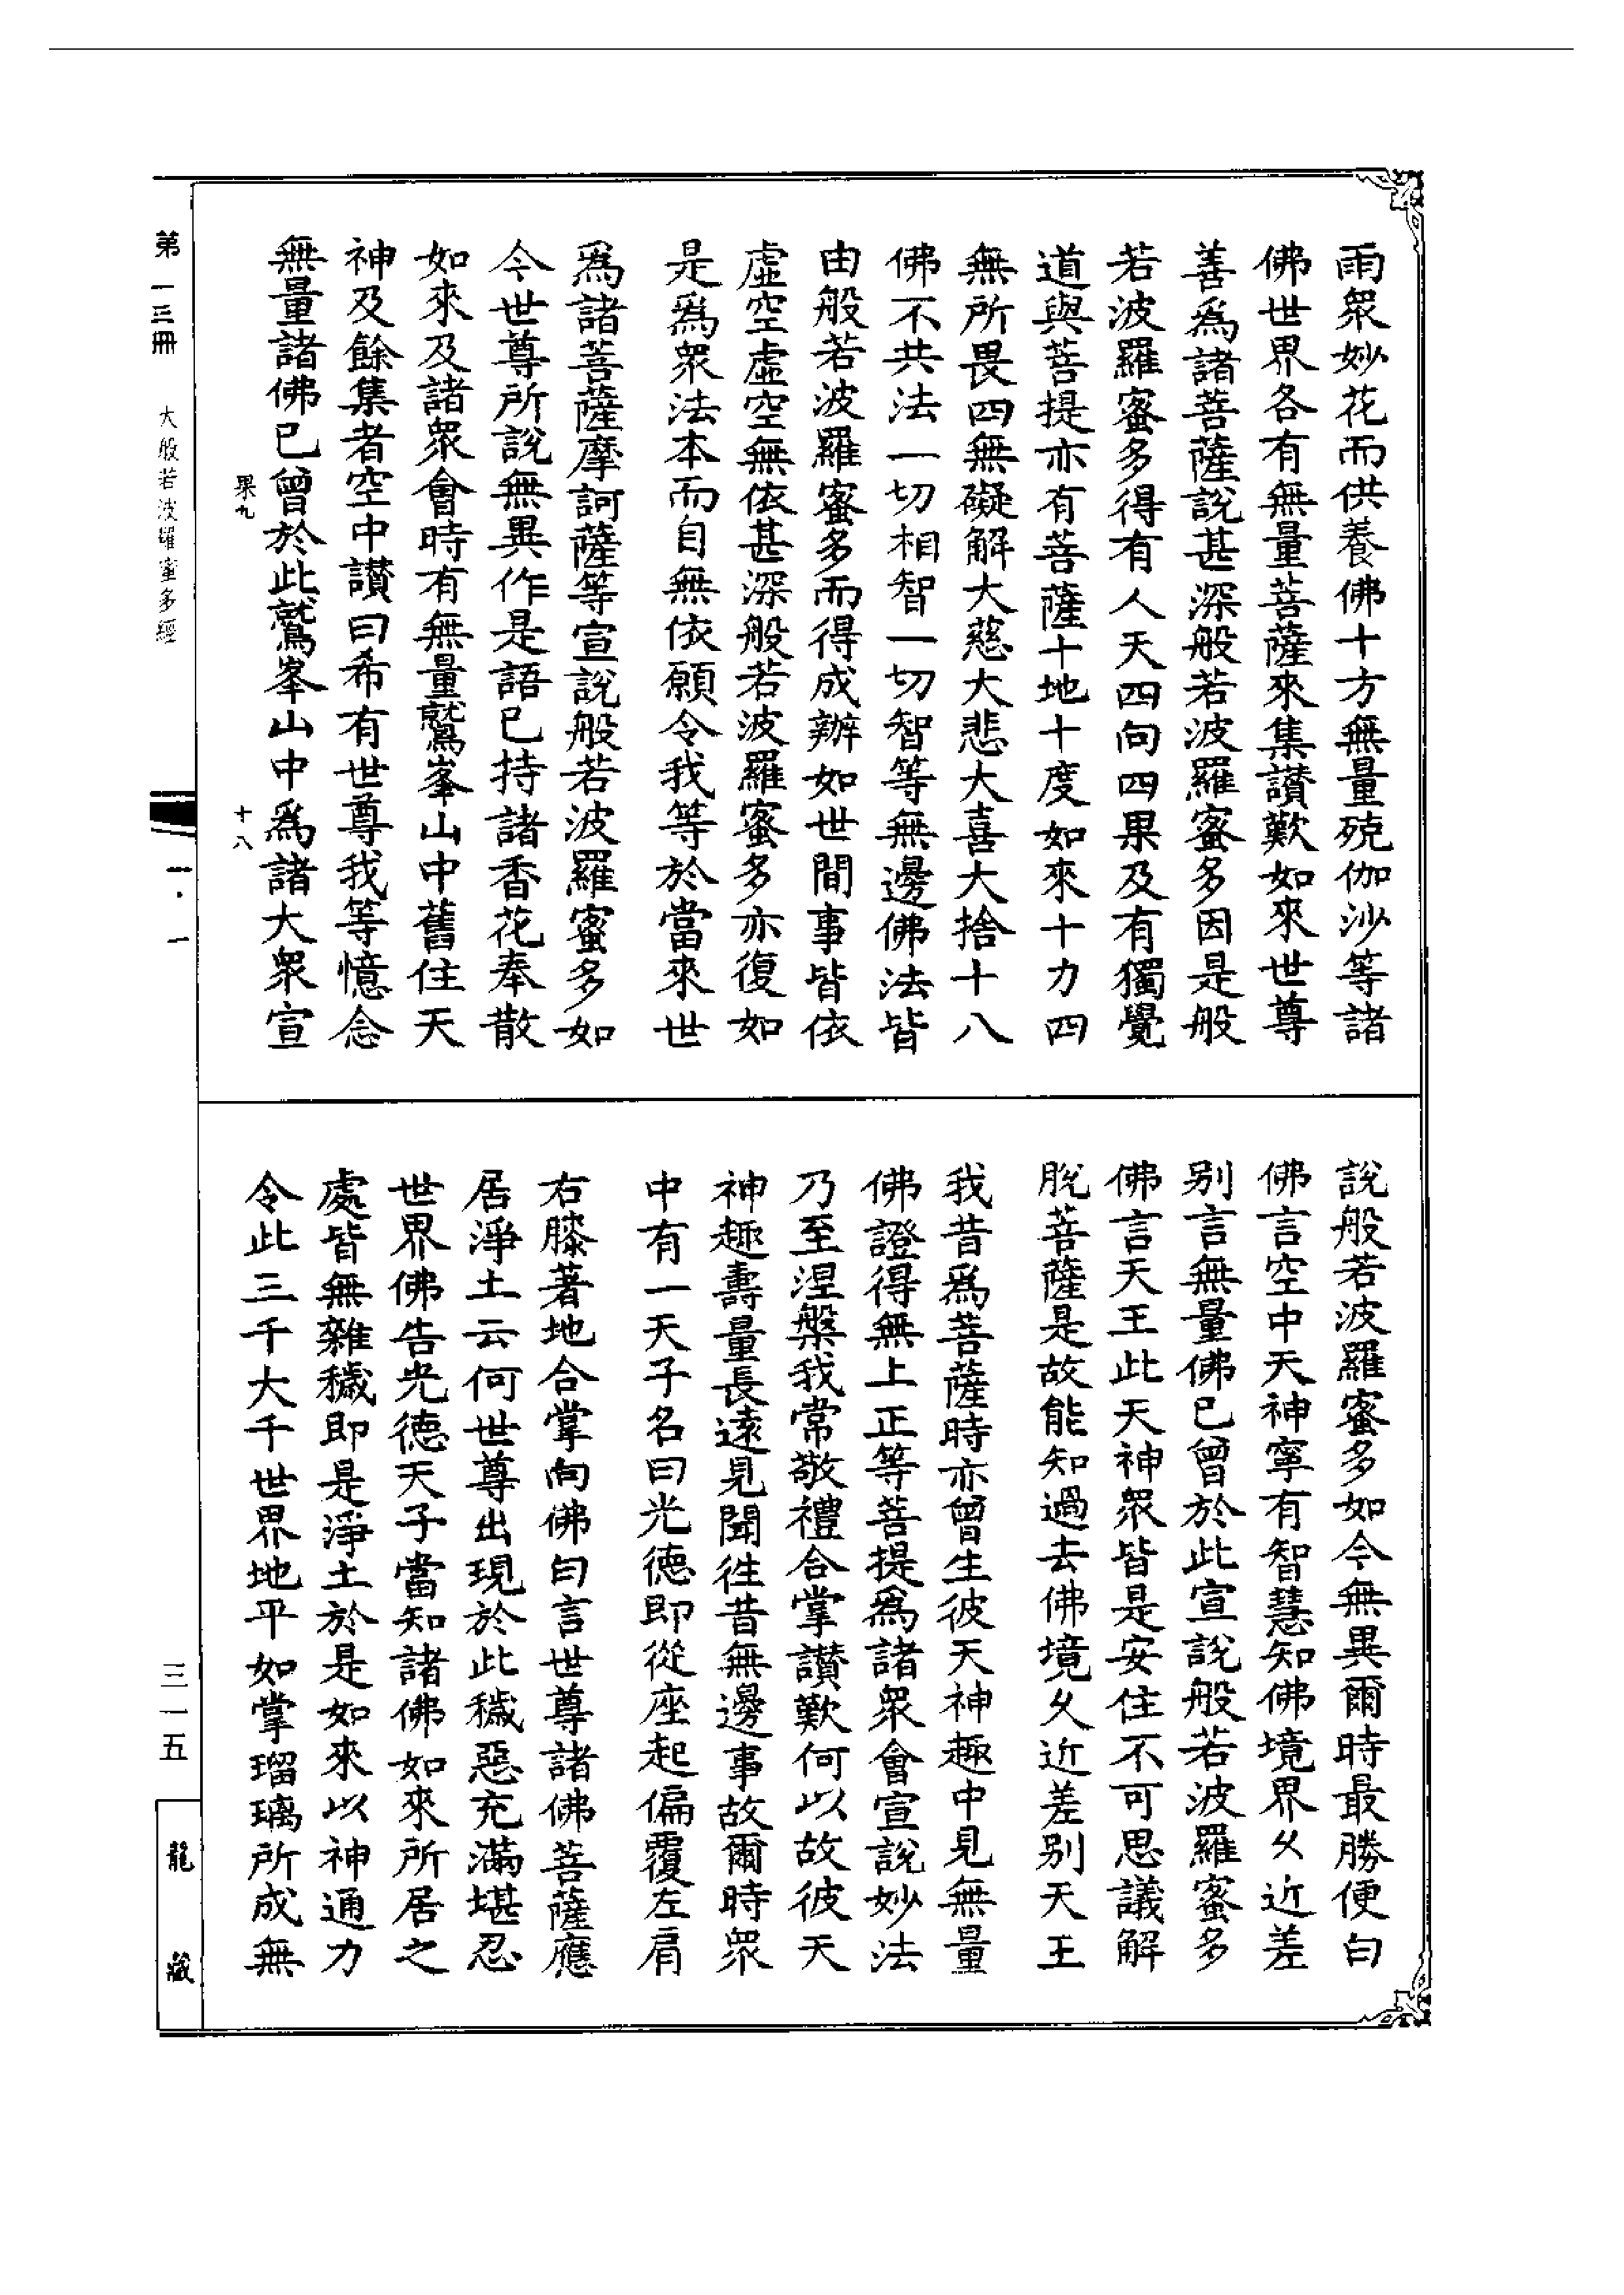 雨眾妙花而供養佛十方無量殑伽沙等諸
佛世界各有無量菩薩來集讚歎如來世尊
善爲諸菩薩說甚深般若波羅蜜多因是般
若波羅蜜多得有人天四向四果及有獨覺
道與菩提亦有菩薩十地十度如來十力四
無所畏四無礙解大慈大悲大喜大捨十八
佛不共法一切相智一切智等無邊佛法皆
由般若波羅蜜多而得成辦如世間事皆依
虛空虛空無依甚深般若波羅蜜多亦復如
是爲眾法本而自無依願令我等於當來世
爲諸菩薩摩訶薩等宣說般若波羅蜜多如
今世尊所說無異作是語已持諸香花奉散
如來及諸眾會時有無量鷲峯山中舊住天
神及餘集者空中讚曰希有世尊我等憶念
無量諸佛已曾於此鷲峯山中爲諸大眾宣
果九
十八
說般若波羅蜜多如今無異爾時最勝便白
佛言空中天神寧有智慧知佛境界久近差
別言無量佛已曾於此宣說般若波羅蜜多
佛言天王此天神眾皆是安住不可思議解
脫菩薩是故能知過去佛境久近差別天王
我昔爲菩薩時亦曾生彼天神趣中見無量
佛證得無上正等菩提爲諸眾會宣說妙法
乃至涅槃我常敬禮合掌讚歎何以故彼天
神趣壽量長遠見聞徃昔無邊事故爾時眾
中有一天子名曰光德即從座起偏覆左肩
右膝著地合掌向佛白言世尊諸佛菩薩應
居淨土云何世尊出現於此穢惡充滿堪忍
世界佛告光德天子當知諸佛如來所居之
處皆無雜穢即是淨土於是如來以神通力
令此三千大千世界地平如掌瑠璃所成無
第一三冊
大般若波羅蜜多經
一·一
三一五
龍藏